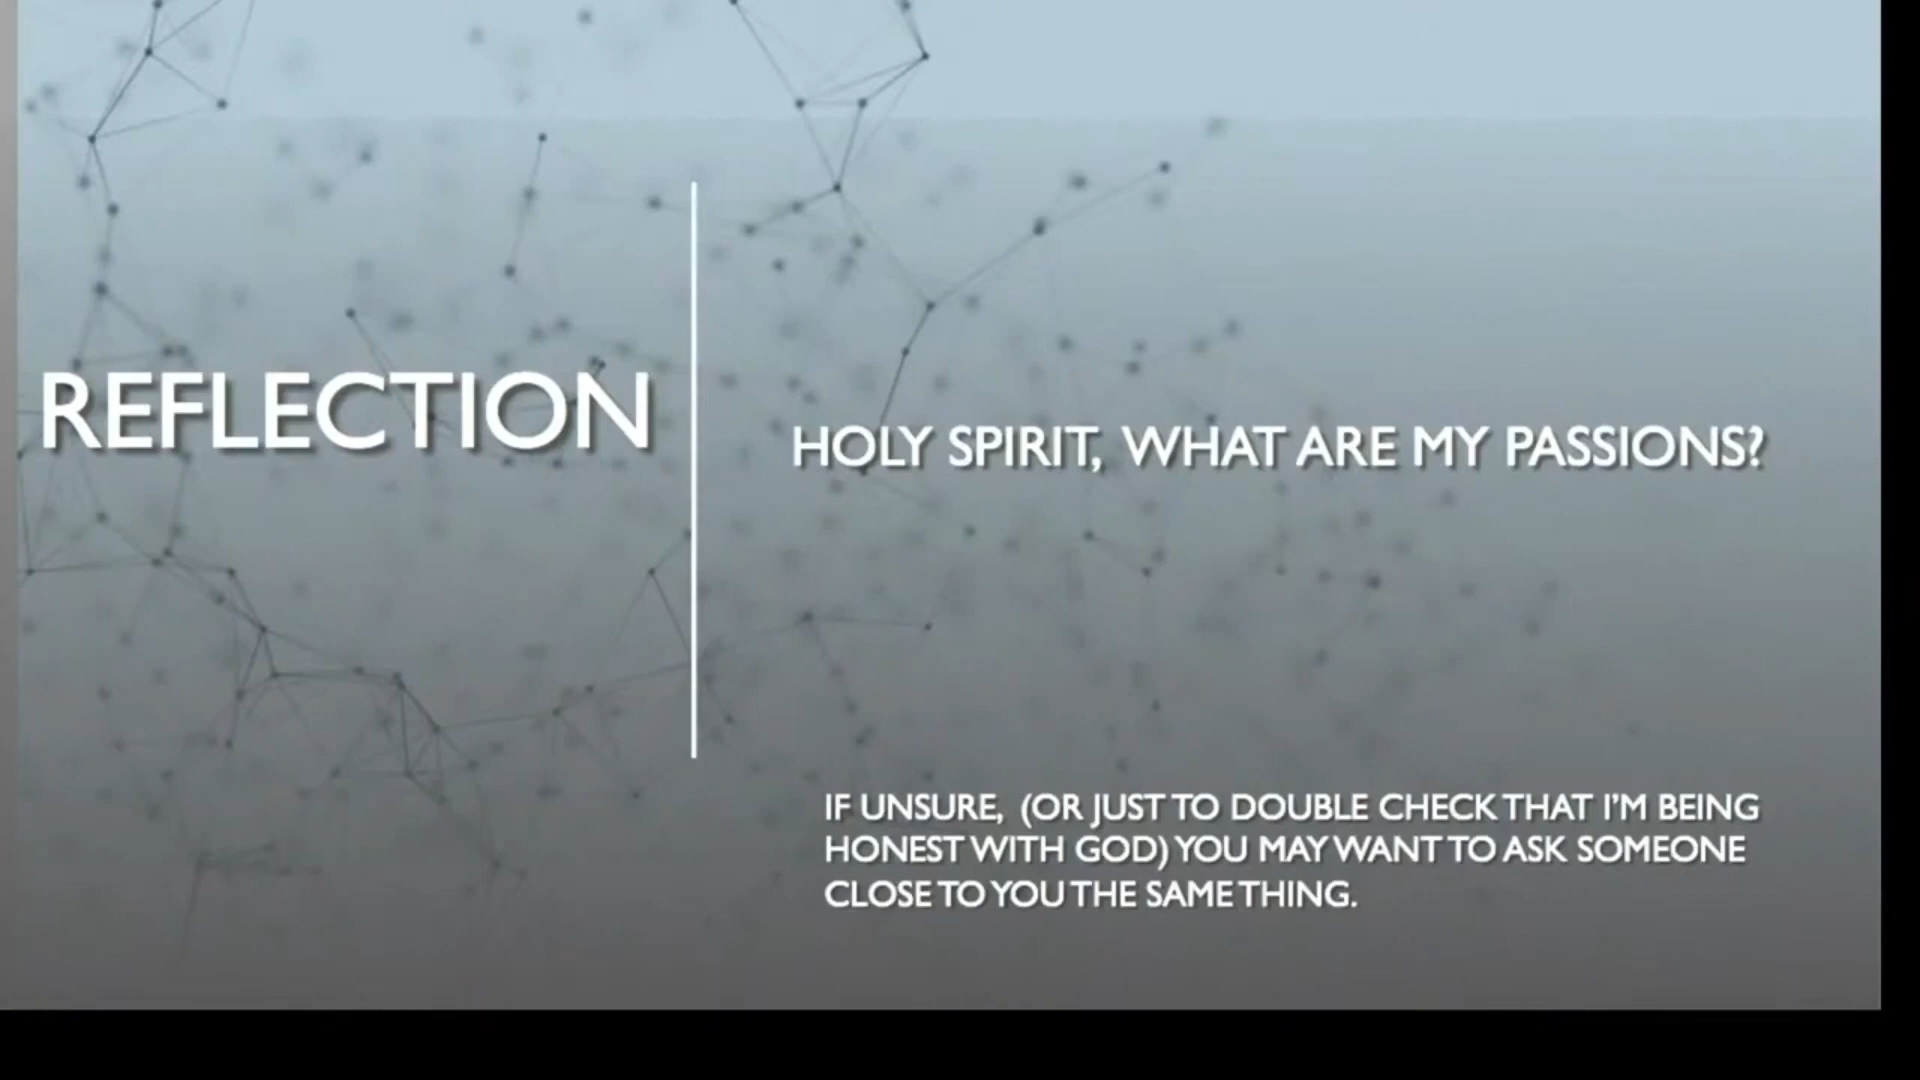 REFLECTION
HOLY SPIRIT, WHAT ARE MY PASSIONS?
IF UNSURE, (OR JUST TO DOUBLE CHECK THAT I'M BEING
HONEST WITH GOD) YOU MAY WANT TO ASK SOMEONE
CLOSE TO YOU THE SAME THING.